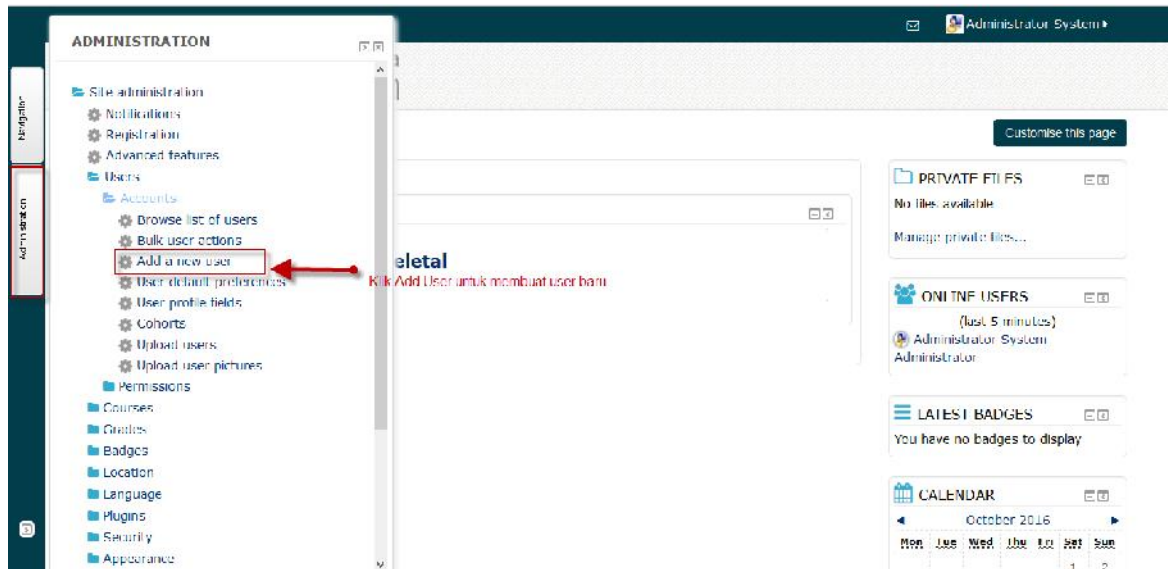 Administrator System
ADMINISTRATION
Navigation
Administration
Site administration
Notifications
Registration
Advanced features
Users
Accounts
Browse list of users
Bulk user actions
Add a new user
User default preferences
User profile fields
Cohorts
Upload users
Upload user pictures
Permissions
Courses
Grades
Badges
Location
Language
Plugins
Security
Appearance
eletal
Klik Add User untuk membuat user baru
Customise this page
PRIVATE FILES
No files available
Manage private files...
ONLINE USERS
(last 5 minutes)
Administrator System
Administrator
LATEST BADGES
You have no badges to display
CALENDAR
October 2016
Mon Tue Wed Thu Fri Sat Sun
1 2